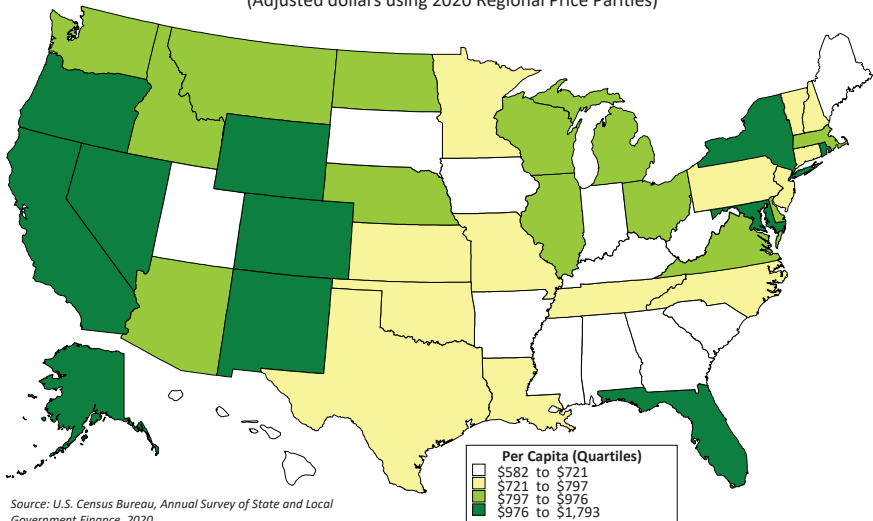 (Adjusted dollars using 2020 Regional Price Parities)
Per Capita (Quartiles)
$582 to $721
$721 to $797
$797 to $976
$976 to $1,793
Source: U.S. Census Bureau, Annual Survey of State and Local
Government Finance, 2020